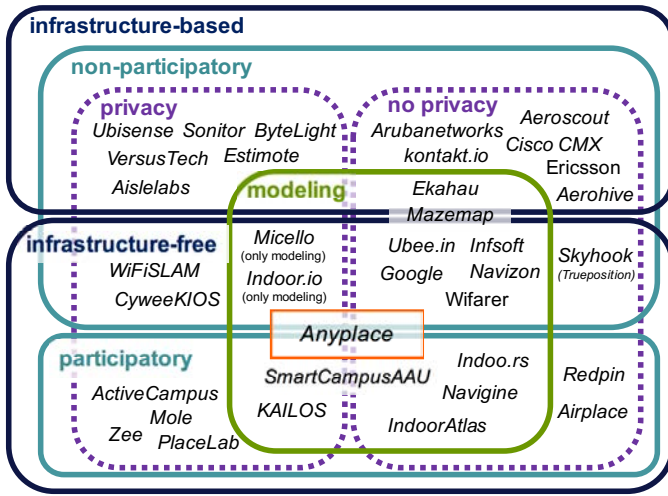 infrastructure-based
non-participatory
privacy
no privacy
Ubisense Sonitor ByteLight
VersusTech Estimote
Aislelabs
Aeroscout
Arubanetworks
Cisco CMX
kontakt.io
Ericsson
modeling
Ekahau
Aerohive
Mazemap
infrastructure-free
Micello
(only modeling)
WiFiSLAM
Indoor.io
(only modeling)
CyweeKIOS
Ubee.in Infsoft
Google Navizon
Wifarer
Skyhook
(Trueposition)
Anyplace
participatory
SmartCampusAAU
Indoo.rs
Redpin
ActiveCampus
Mole
KAILOS
Navigine
Airplace
Zee
PlaceLab
IndoorAtlas